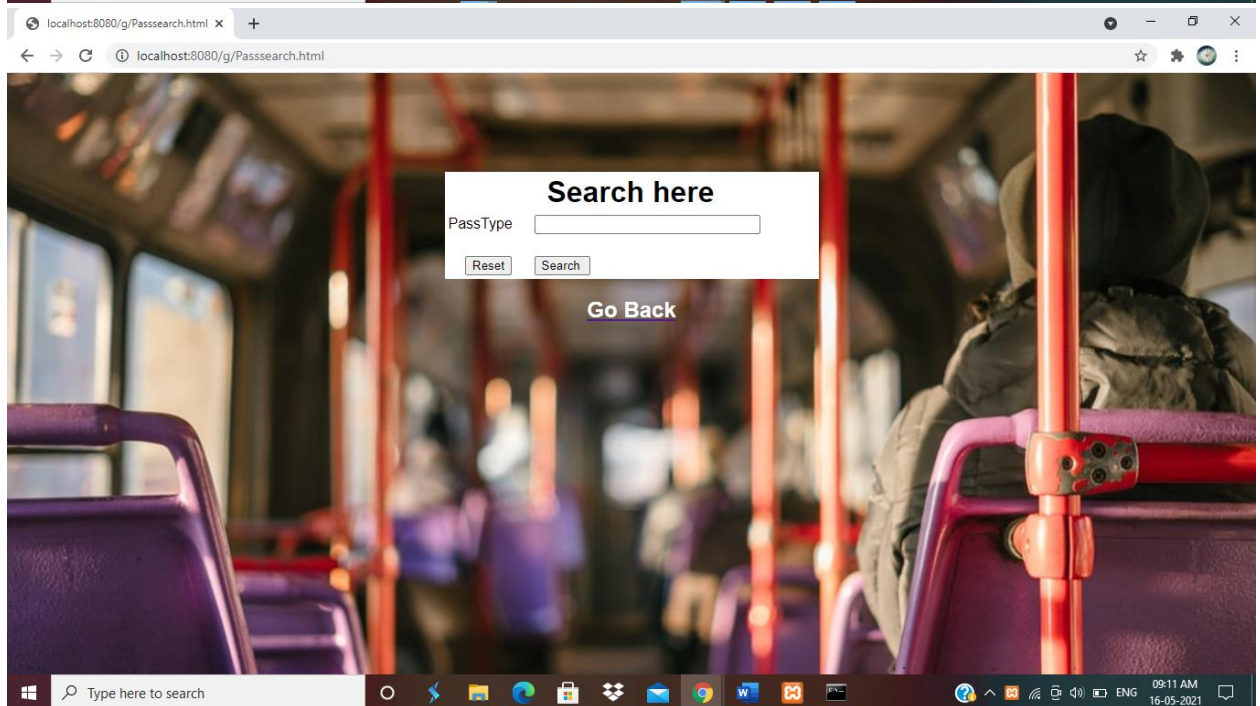 localhost:8080/g/Passsearch.html
localhost:8080/g/Passsearch.html
Search here
PassType
Reset Search
Go Back
Type here to search
ENG
09:11 AM
16-05-2021